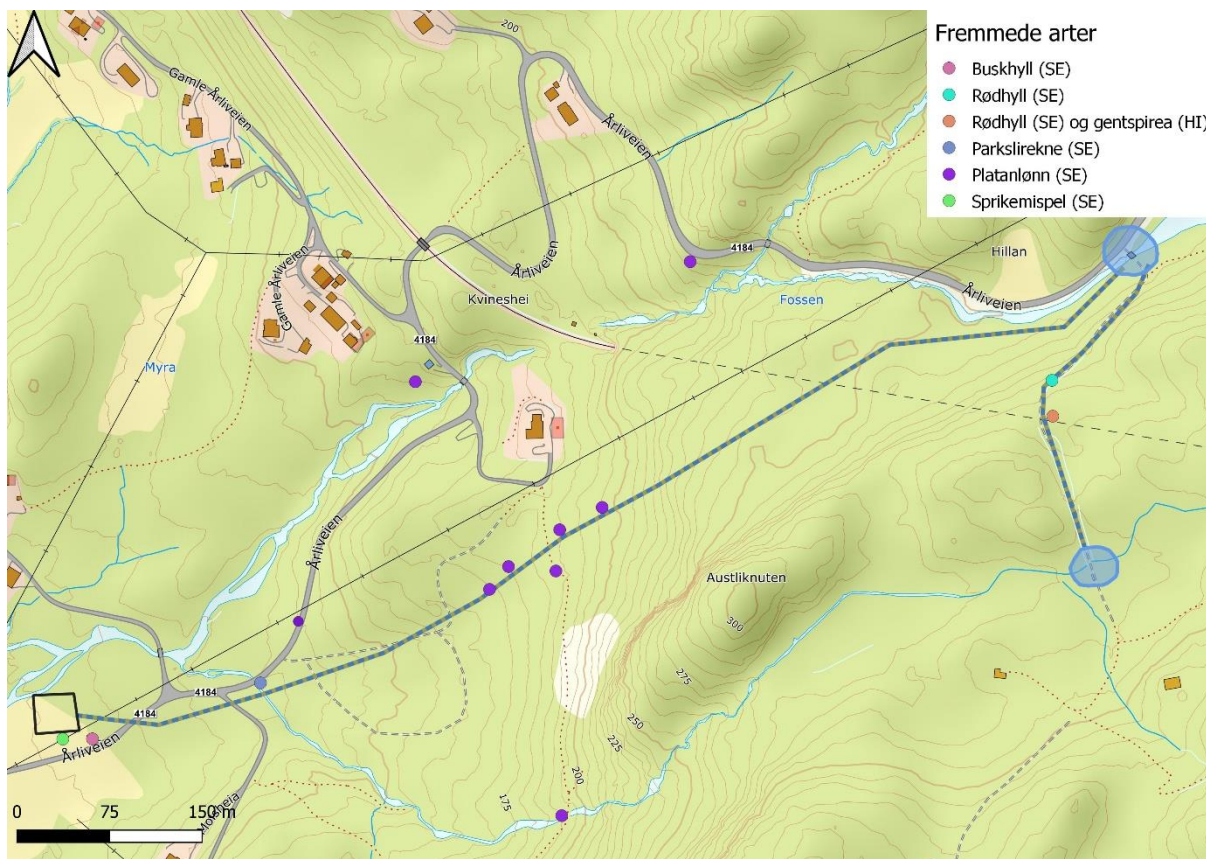 Fremmede arter
Buskhyll (SE)
Rødhyll (SE)
Rødhyll (SE) og gentspirea (HI)
Parkslirekne (SE)
Platanlønn (SE)
Sprikemispel (SE)
200
Gamle Årliveien
Årliveien
4184
Hillan
Gamle Årliveien
Årliveien
Kvineshei
Fossen
Årliveien
4184
Myra
Årliveien
Austliknuten
300
275
4184
4184
250
Årliveien
225
200
175
Moisheia
0 75 150 m